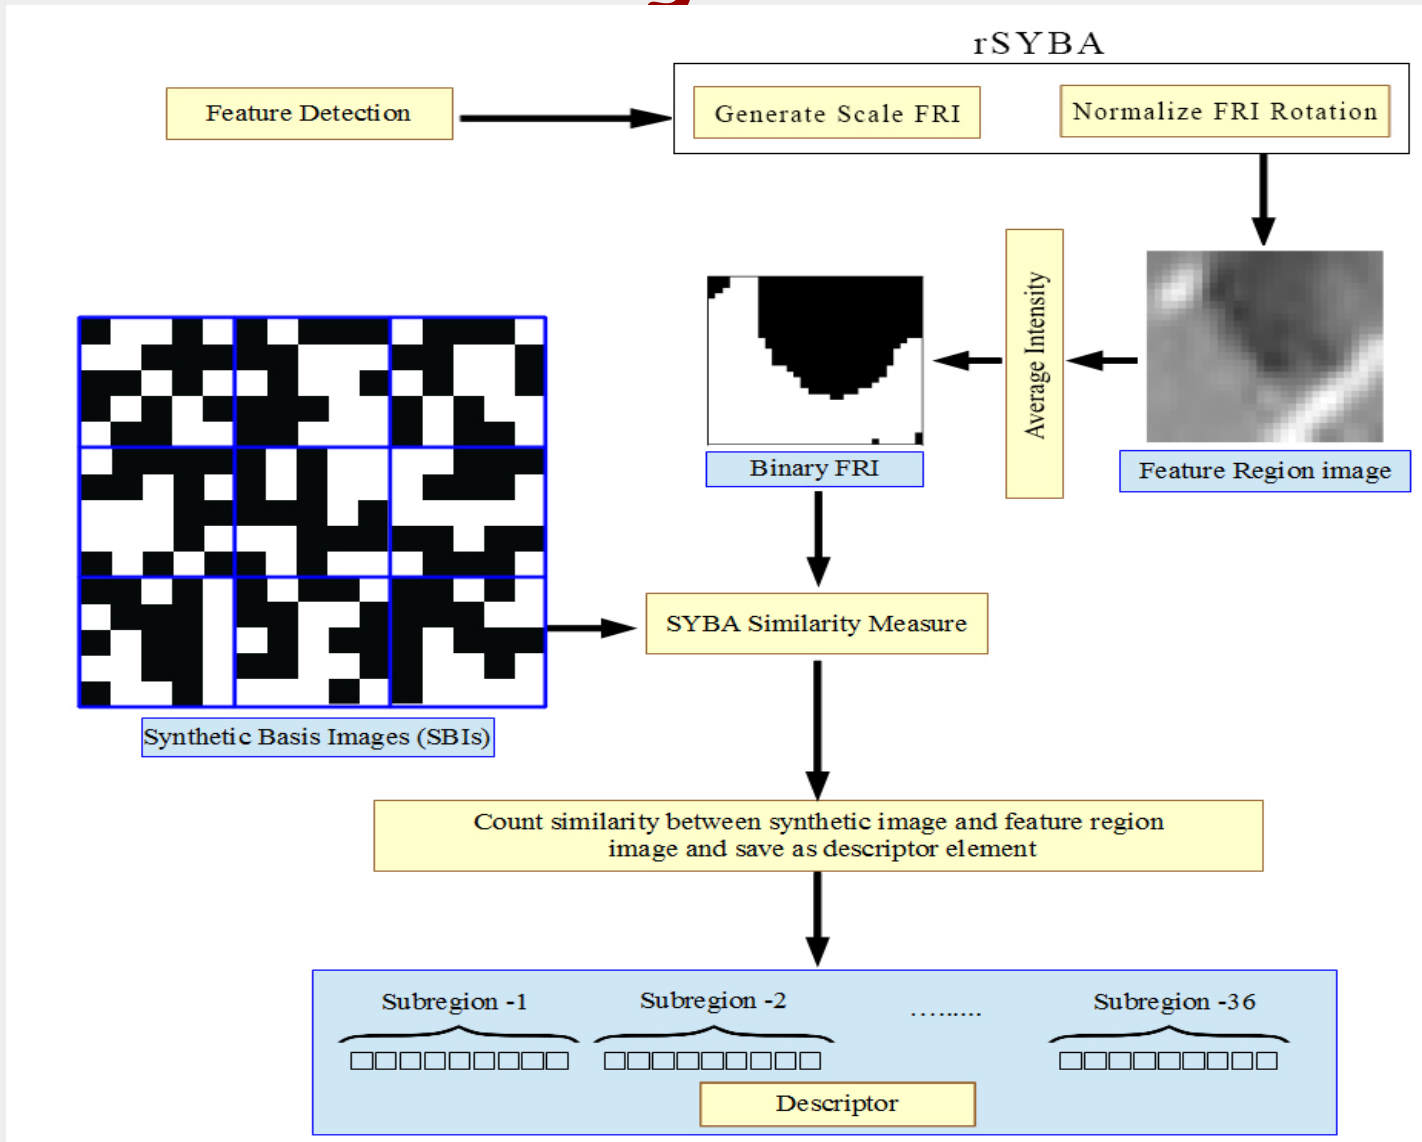 rSYBA
Feature Detection
Generate Scale FRI
Normalize FRI Rotation
Average Intensity
Binary FRI
Feature Region image
SYBA Similarity Measure
Synthetic Basis Images (SBIs)
Count similarity between synthetic image and feature region
image and save as descriptor element
Subregion -1
Subregion -2
.........
Subregion -36
Descriptor